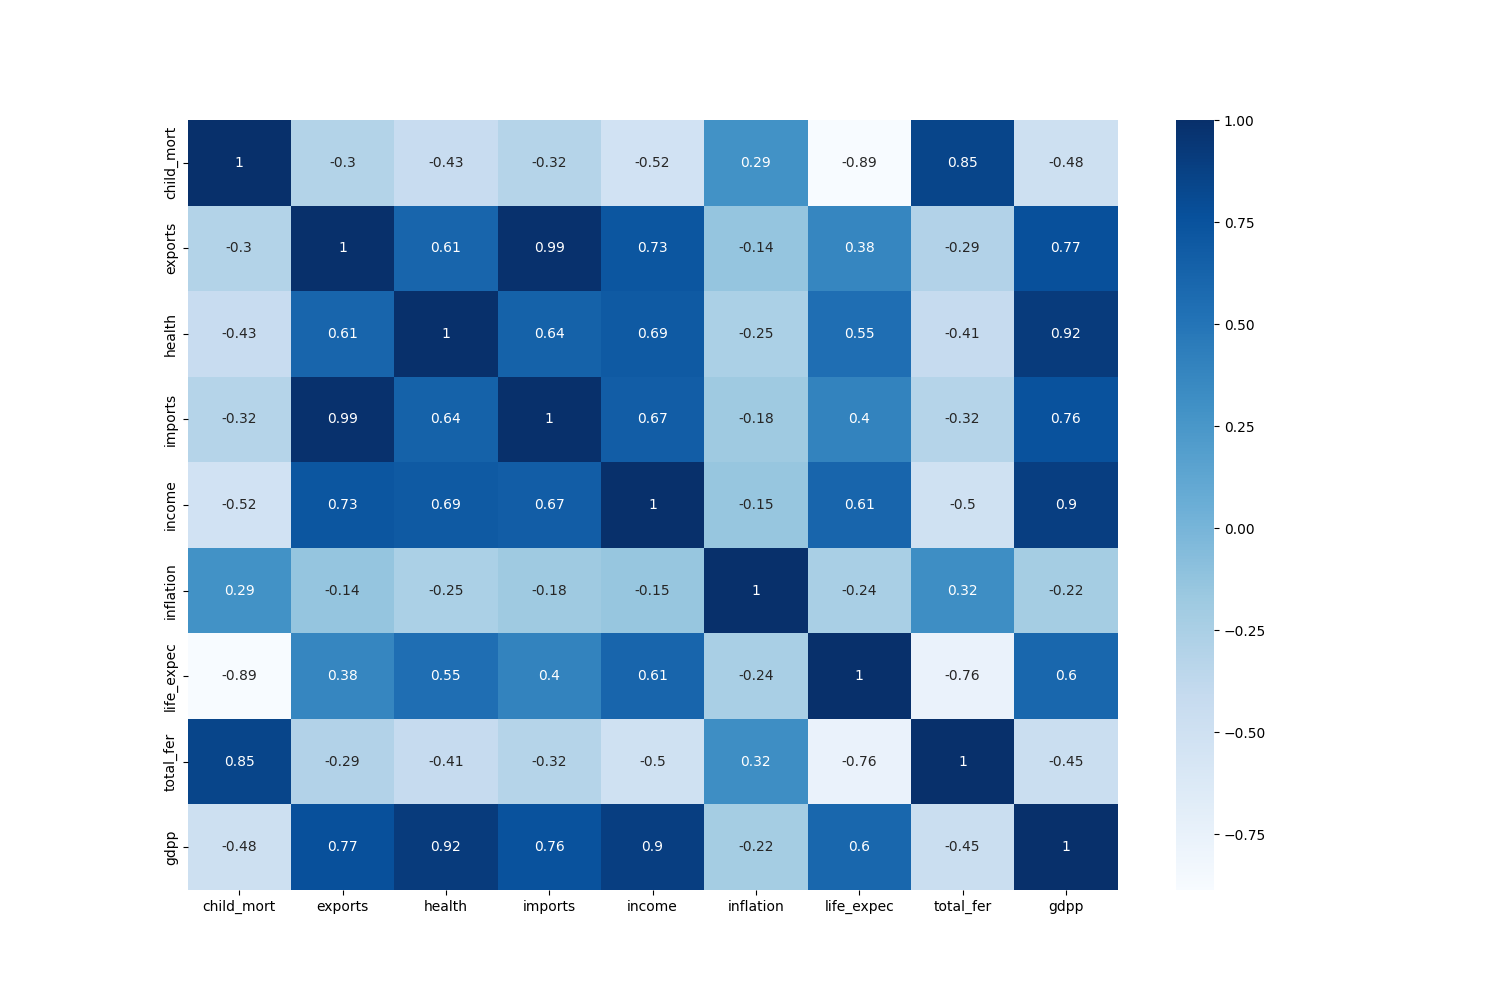 child_mort 1 -0.3 -0.43 -0.32 -0.52 0.29 -0.89 0.85 -0.48
exports -0.3 1 0.61 0.99 0.73 -0.14 0.38 -0.29 0.77
health -0.43 0.61 1 0.64 0.69 -0.25 0.55 -0.41 0.92
imports -0.32 0.99 0.64 1 0.67 -0.18 0.4 -0.32 0.76
income -0.52 0.73 0.69 0.67 1 -0.15 0.61 -0.5 0.9
inflation 0.29 -0.14 -0.25 -0.18 -0.15 1 -0.24 0.32 -0.22
life_expec -0.89 0.38 0.55 0.4 0.61 -0.24 1 -0.76 0.6
total_fer 0.85 -0.29 -0.41 -0.32 -0.5 0.32 -0.76 1 -0.45
gdpp -0.48 0.77 0.92 0.76 0.9 -0.22 0.6 -0.45 1
child_mort exports health imports income inflation life_expec total_fer gdpp
1.00
0.75
0.50
0.25
0.00
−0.25
−0.50
−0.75